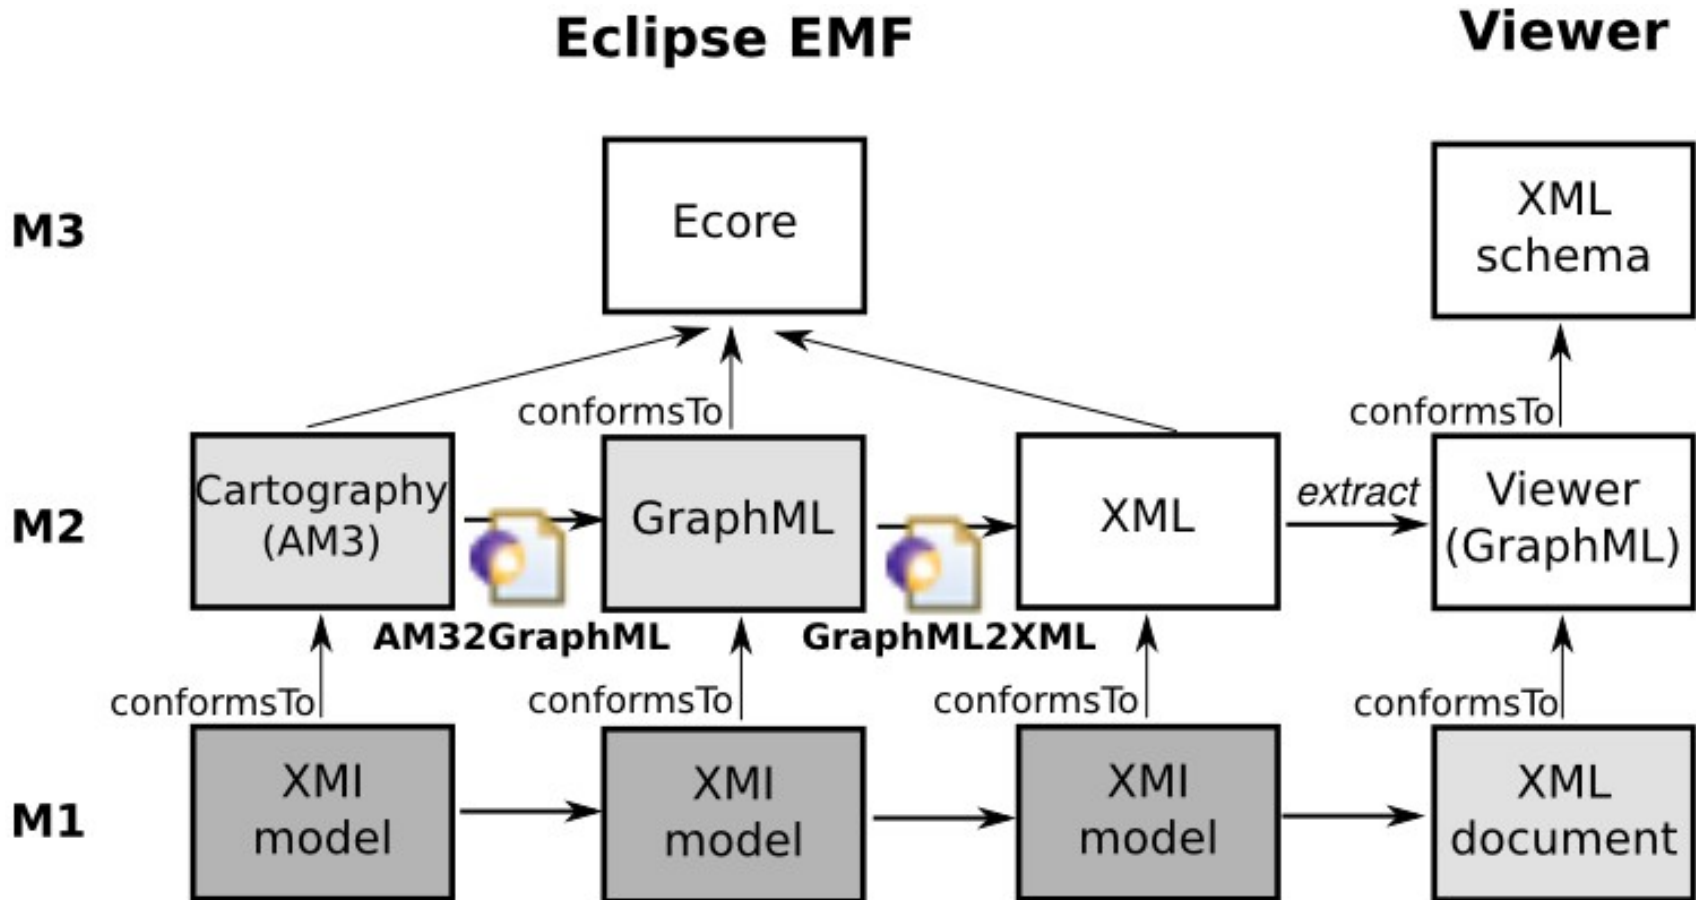 Eclipse EMF
Viewer
M3
Ecore
XML
schema
conformsTo
conformsTo
M2
Cartography
(AM3)
GraphML
XML
extract
Viewer
(GraphML)
AM32GraphML
GraphML2XML
conformsTo
conformsTo
conformsTo
conformsTo
M1
XMI
model
XMI
model
XMI
model
XML
document